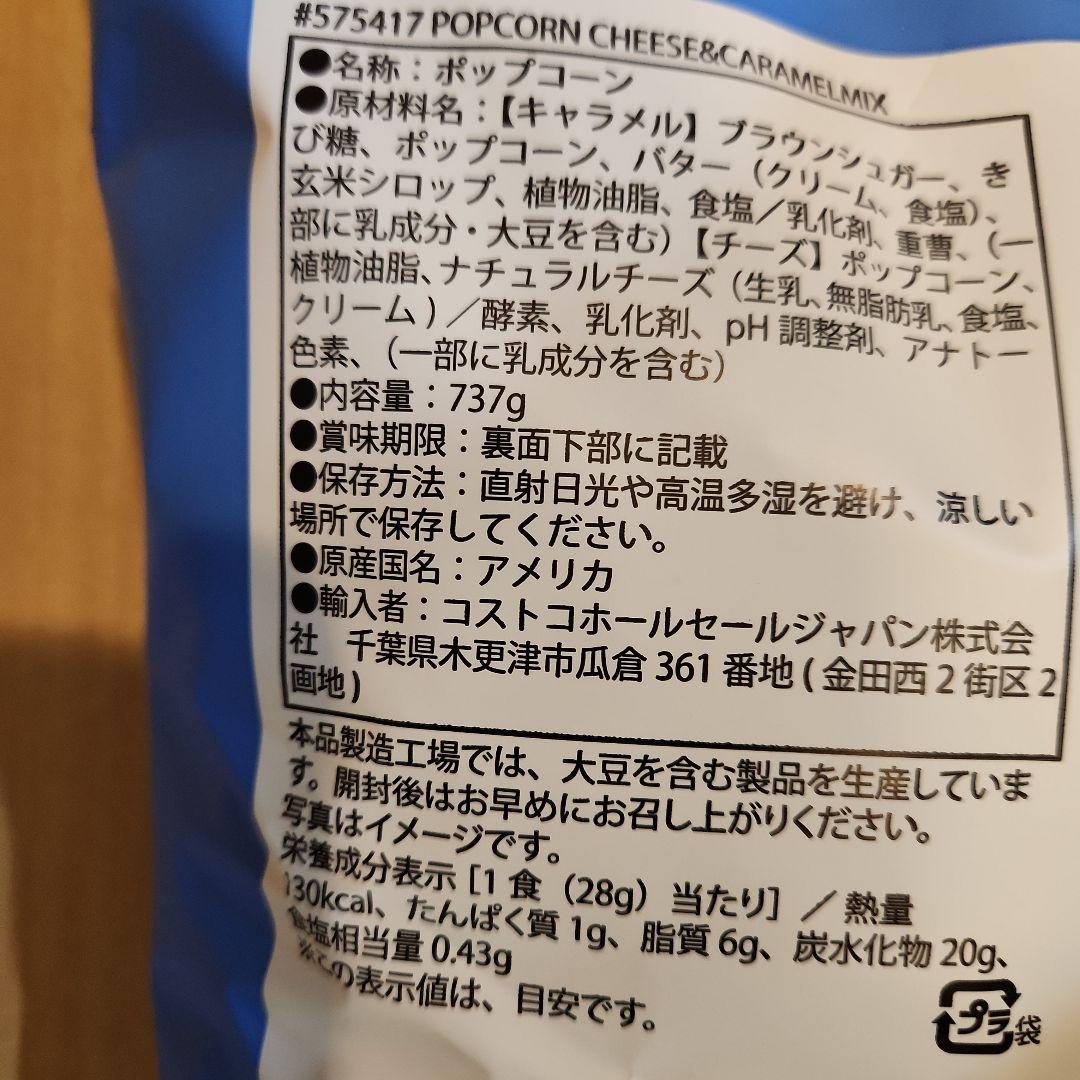 #575417 POPCORN CHEESE&CARAMELMIX
●名称：ポップコーン
●原材料名：【キャラメル】ブラウンシュガー、き
び糖、ポップコーン、バター（クリーム、食塩）、
玄米シロップ、植物油脂、食塩／乳化剤、重曹、（一
部に乳成分・大豆を含む）【チーズ】ポップコーン、
植物油脂、ナチュラルチーズ（生乳、無脂肪乳、食塩、
クリーム）／酵素、乳化剤、pH 調整剤、アナトー
色素、（一部に乳成分を含む）
●内容量：737g
●賞味期限：裏面下部に記載
●保存方法：直射日光や高温多湿を避け、涼しい
場所で保存してください。
●原産国名：アメリカ
●輸入者：コストコホールセールジャパン株式会
社　千葉県木更津市瓜倉 361 番地 ( 金田西 2 街区 2
画地 )
本品製造工場では、大豆を含む製品を生産していま
す。開封後はお早めにお召し上がりください。
写真はイメージです。
栄養成分表示［1 食（28g）当たり］／熱量
130kcal、たんぱく質 1g、脂質 6g、炭水化物 20g、
食塩相当量 0.43g
※この表示値は、目安です。
プラ 袋